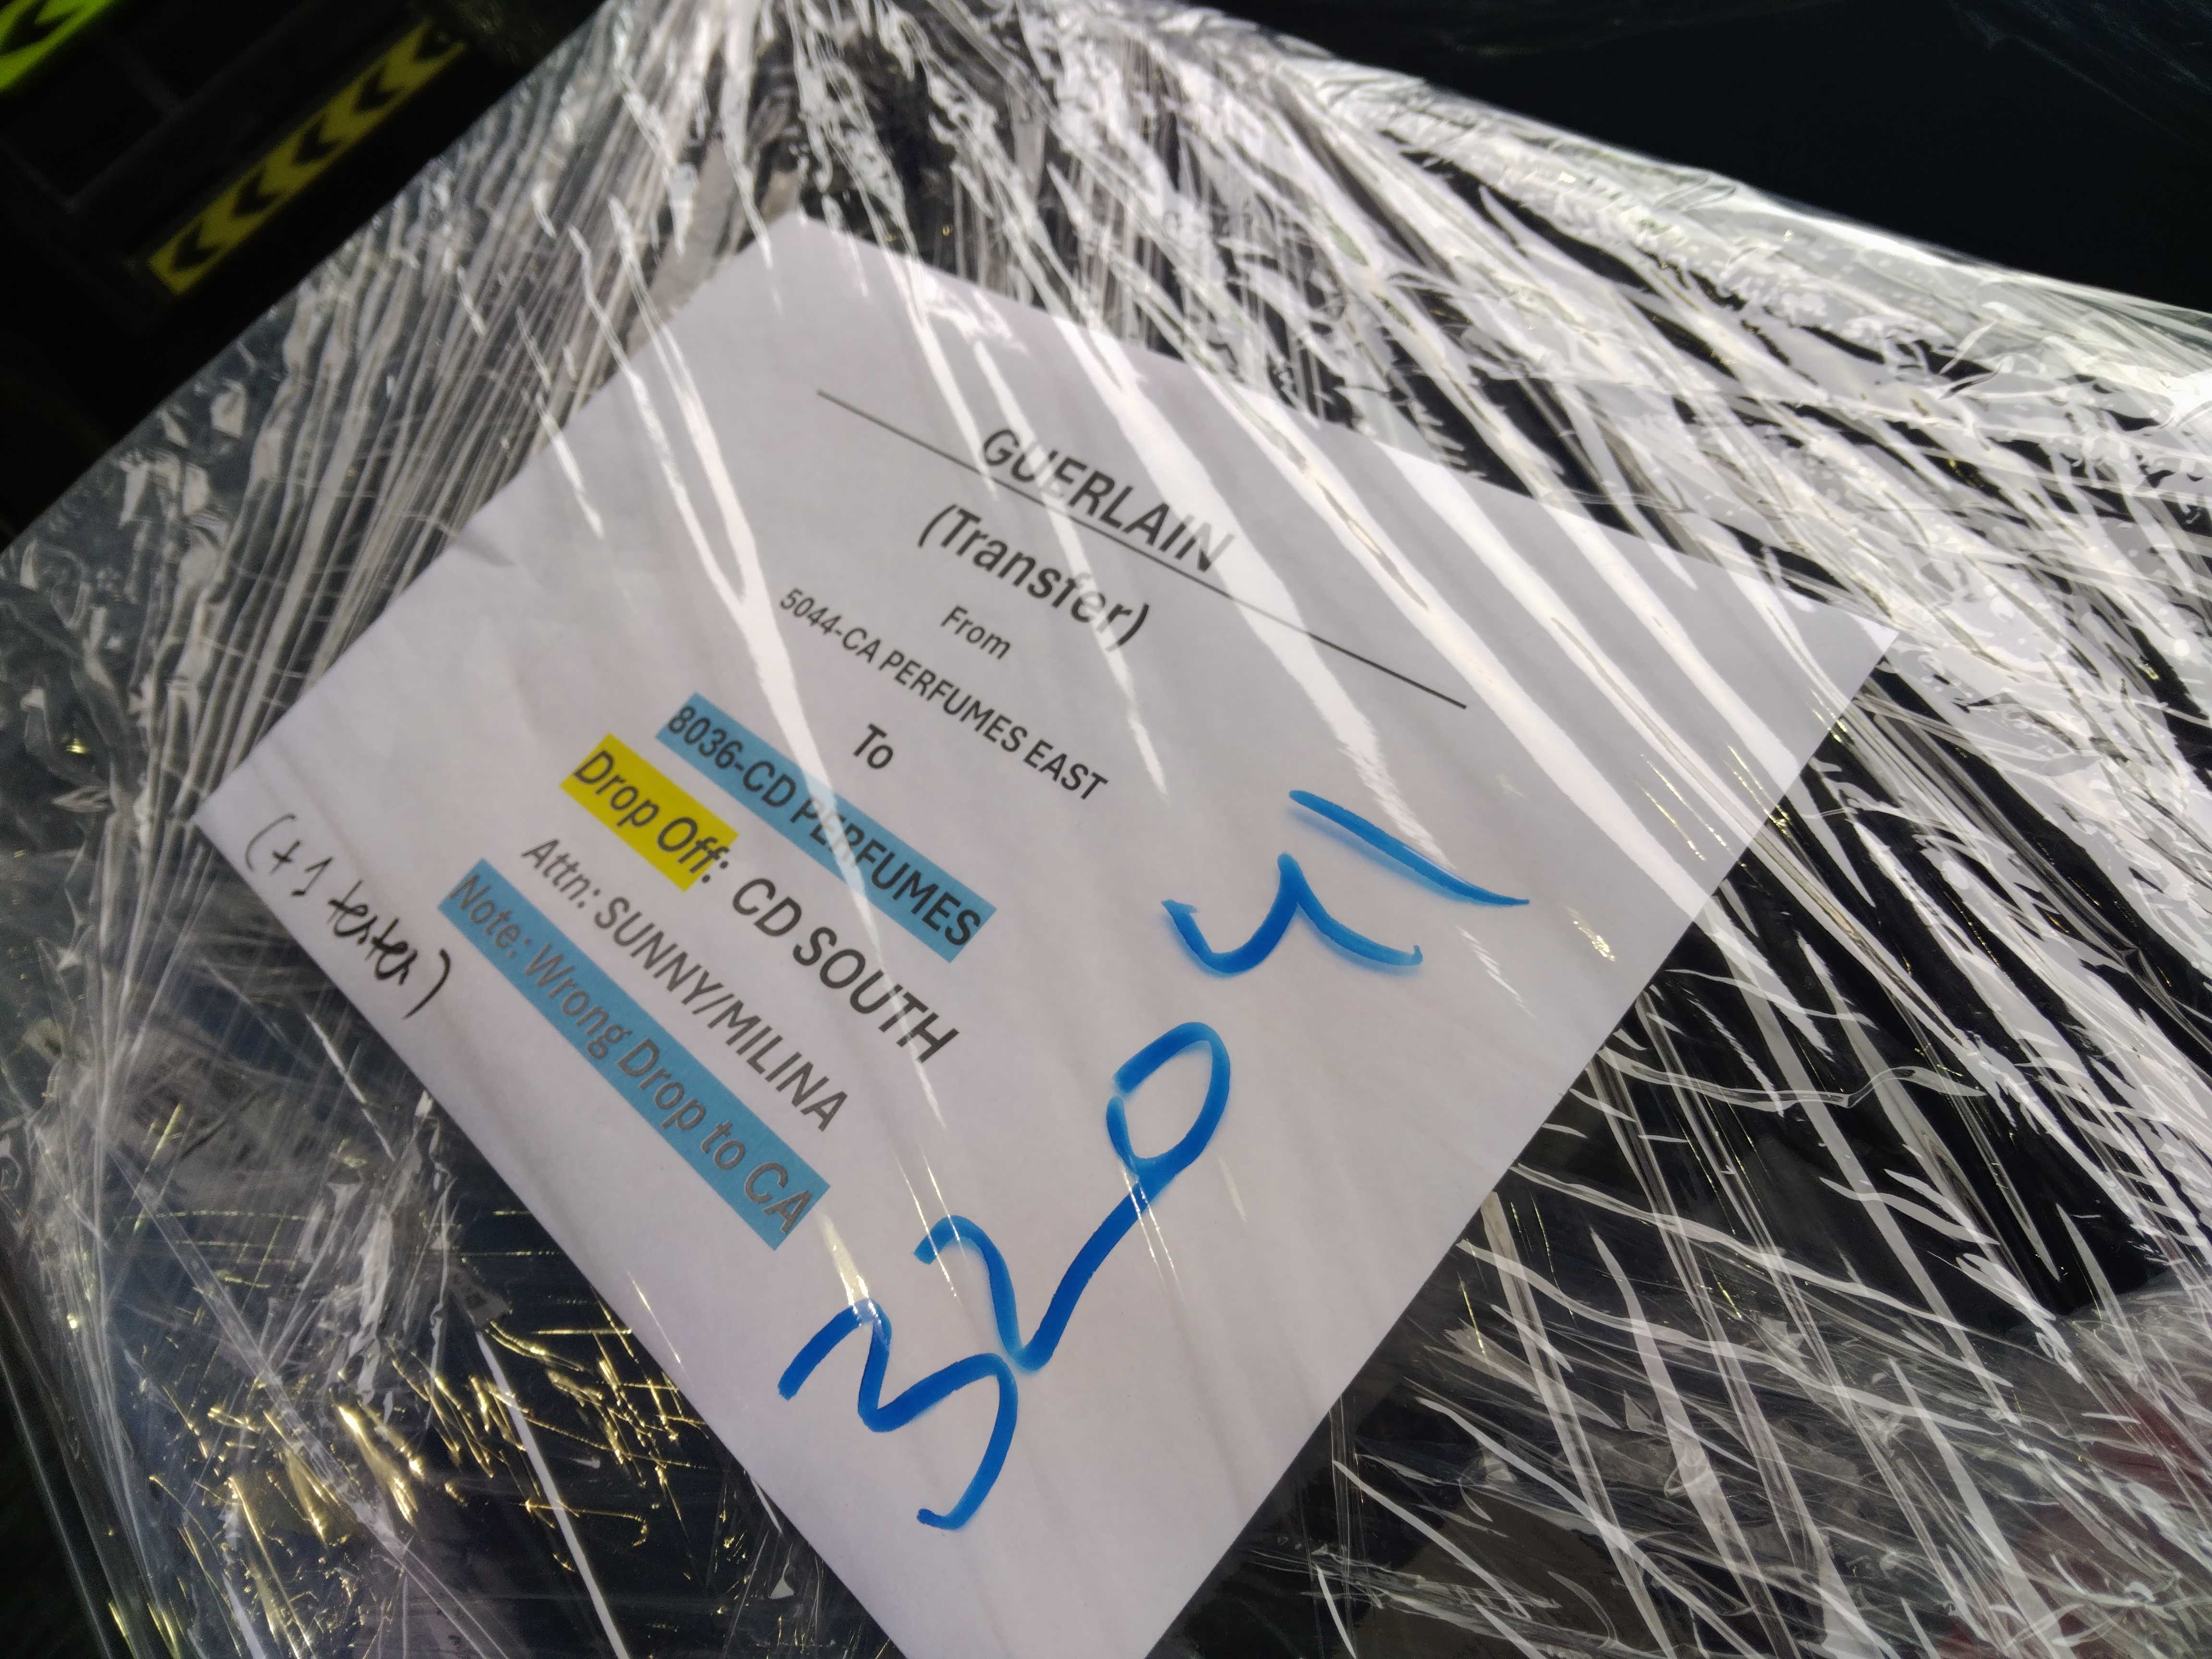 GUERLAIN
(Transfer)
From
5044-CA PERFUMES EAST
To
8036-CD PERFUMES
Drop Off: CD SOUTH
Attn: SUNNY/MILINA
Note: Wrong Drop to CA
(+1 tester)
3205